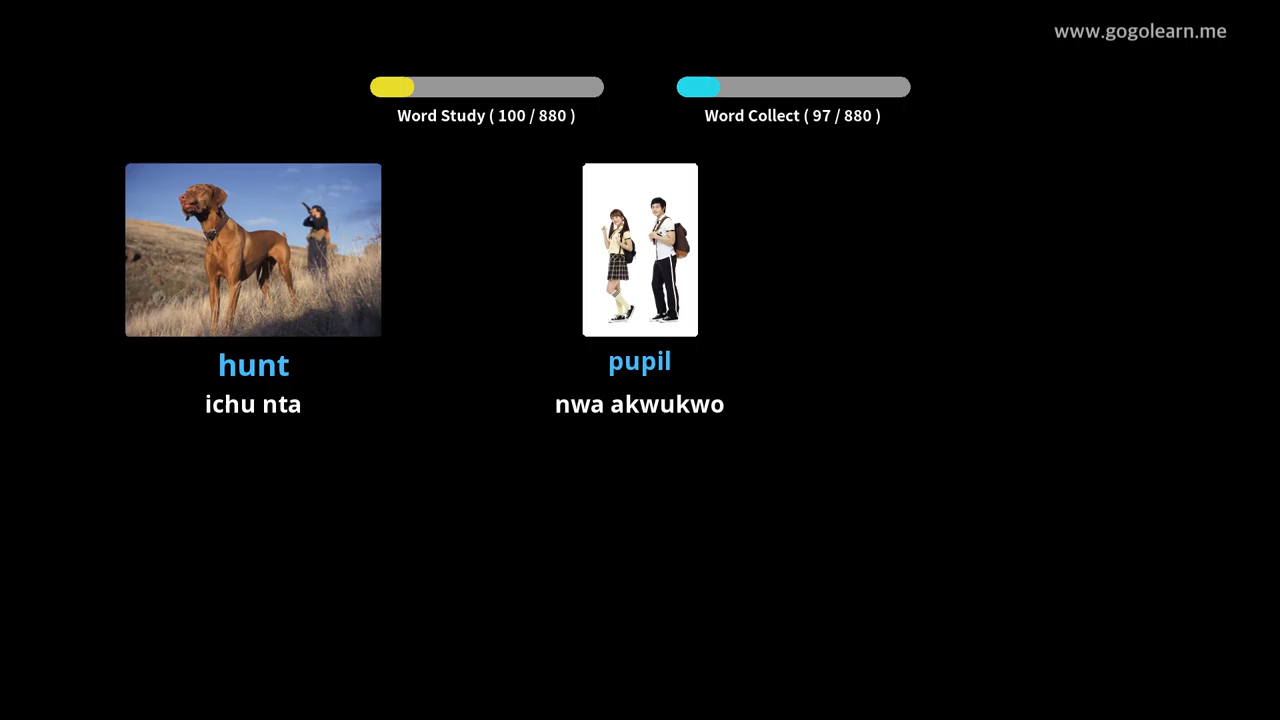 www.gogolearn.me
Word Study ( 100 / 880 )
Word Collect ( 97 / 880 )
hunt
ichu nta
pupil
nwa akwukwo